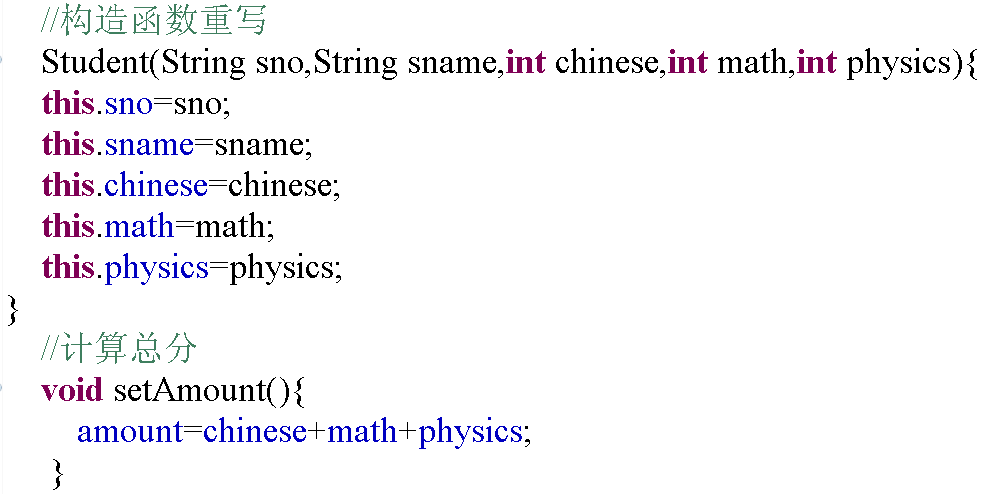 //构造函数重写
Student(String sno,String sname,int chinese,int math,int physics){
this.sno=sno;
this.sname=sname;
this.chinese=chinese;
this.math=math;
this.physics=physics;
}
//计算总分
void setAmount(){
amount=chinese+math+physics;
}